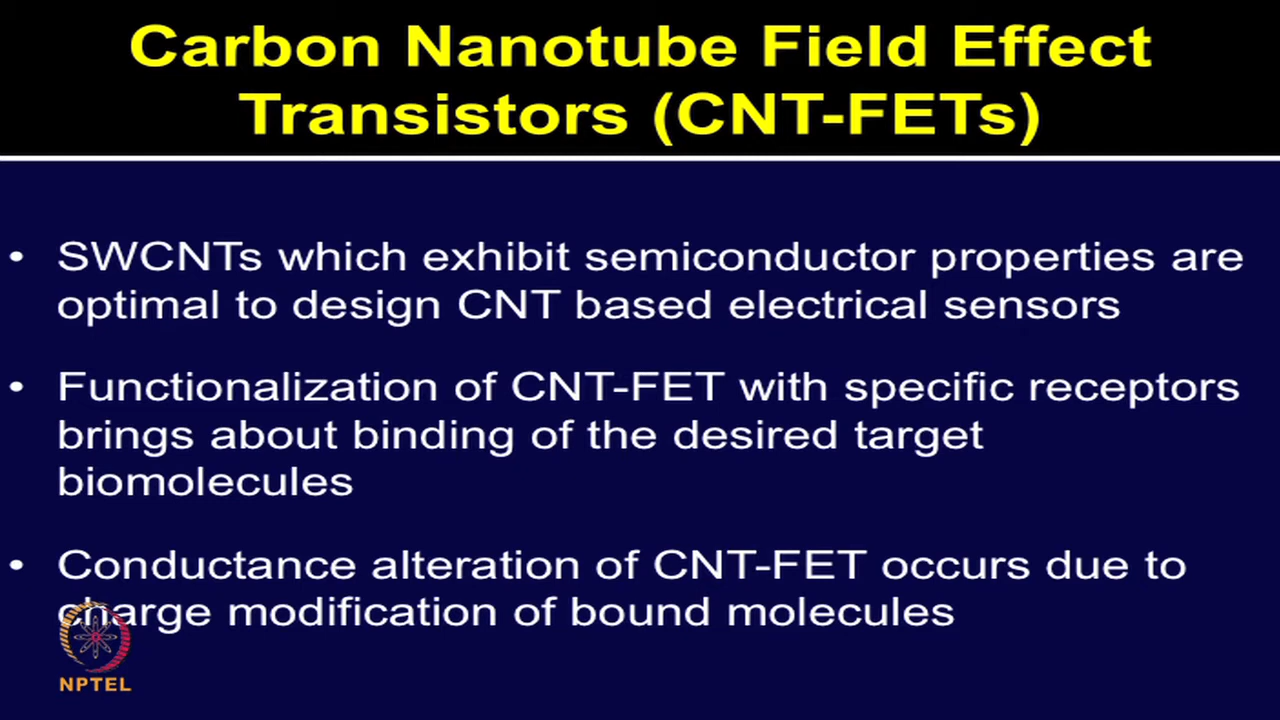 Carbon Nanotube Field Effect
Transistors (CNT-FETs)
• SWCNTs which exhibit semiconductor properties are
optimal to design CNT based electrical sensors
• Functionalization of CNT-FET with specific receptors
brings about binding of the desired target
biomolecules
• Conductance alteration of CNT-FET occurs due to
charge modification of bound molecules
NPTEL